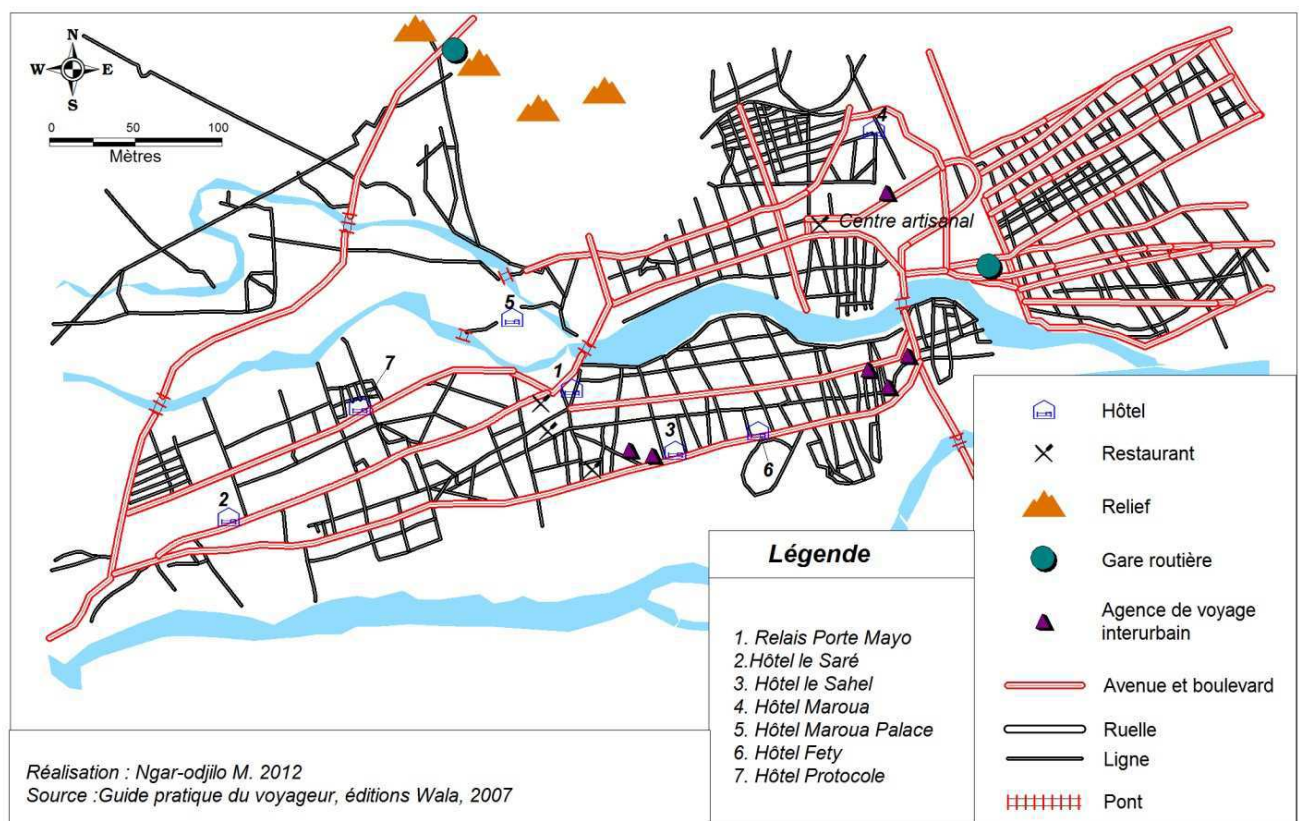 N
W E
S
0 50 100
Mètres
4
Centre artisanal
5
1
7
3
6
2
Légende
1. Relais Porte Mayo
2.Hôtel le Saré
3. Hôtel le Sahel
4. Hôtel Maroua
5. Hôtel Maroua Palace
6. Hôtel Fety
7. Hôtel Protocole
Hôtel
Restaurant
Relief
Gare routière
Agence de voyage
interurbain
Avenue et boulevard
Ruelle
Ligne
Pont
Réalisation : Ngar-odjilo M. 2012
Source :Guide pratique du voyageur, éditions Wala, 2007